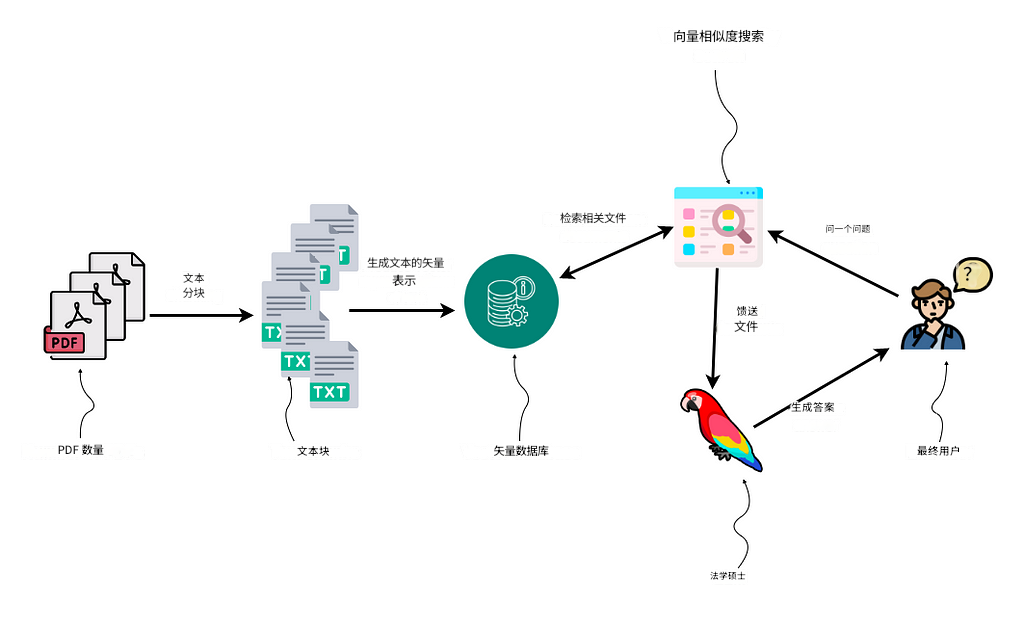 向量相似度搜索
检索相关文件
问一个问题
生成文本的矢量
表示
文本
分块
馈送
文件
PDF
TXT
TXT
TXT
生成答案
PDF 数量
文本块
矢量数据库
最终用户
法学硕士